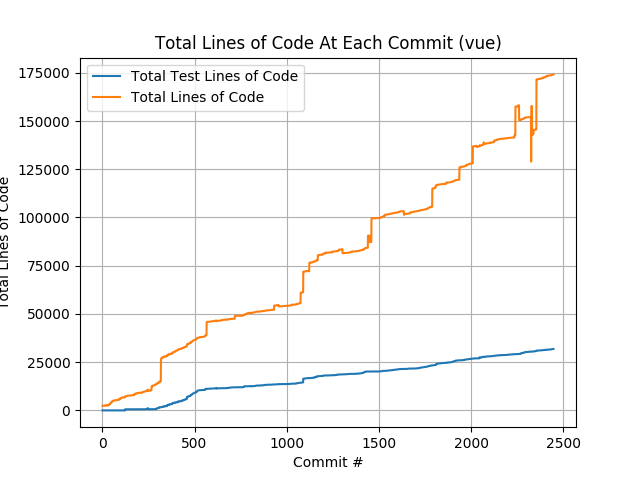 Total Lines of Code At Each Commit (vue)
Total Test Lines of Code
Total Lines of Code
175000
150000
125000
100000
75000
50000
25000
0
Total Lines of Code
0 500 1000 1500 2000 2500
Commit #